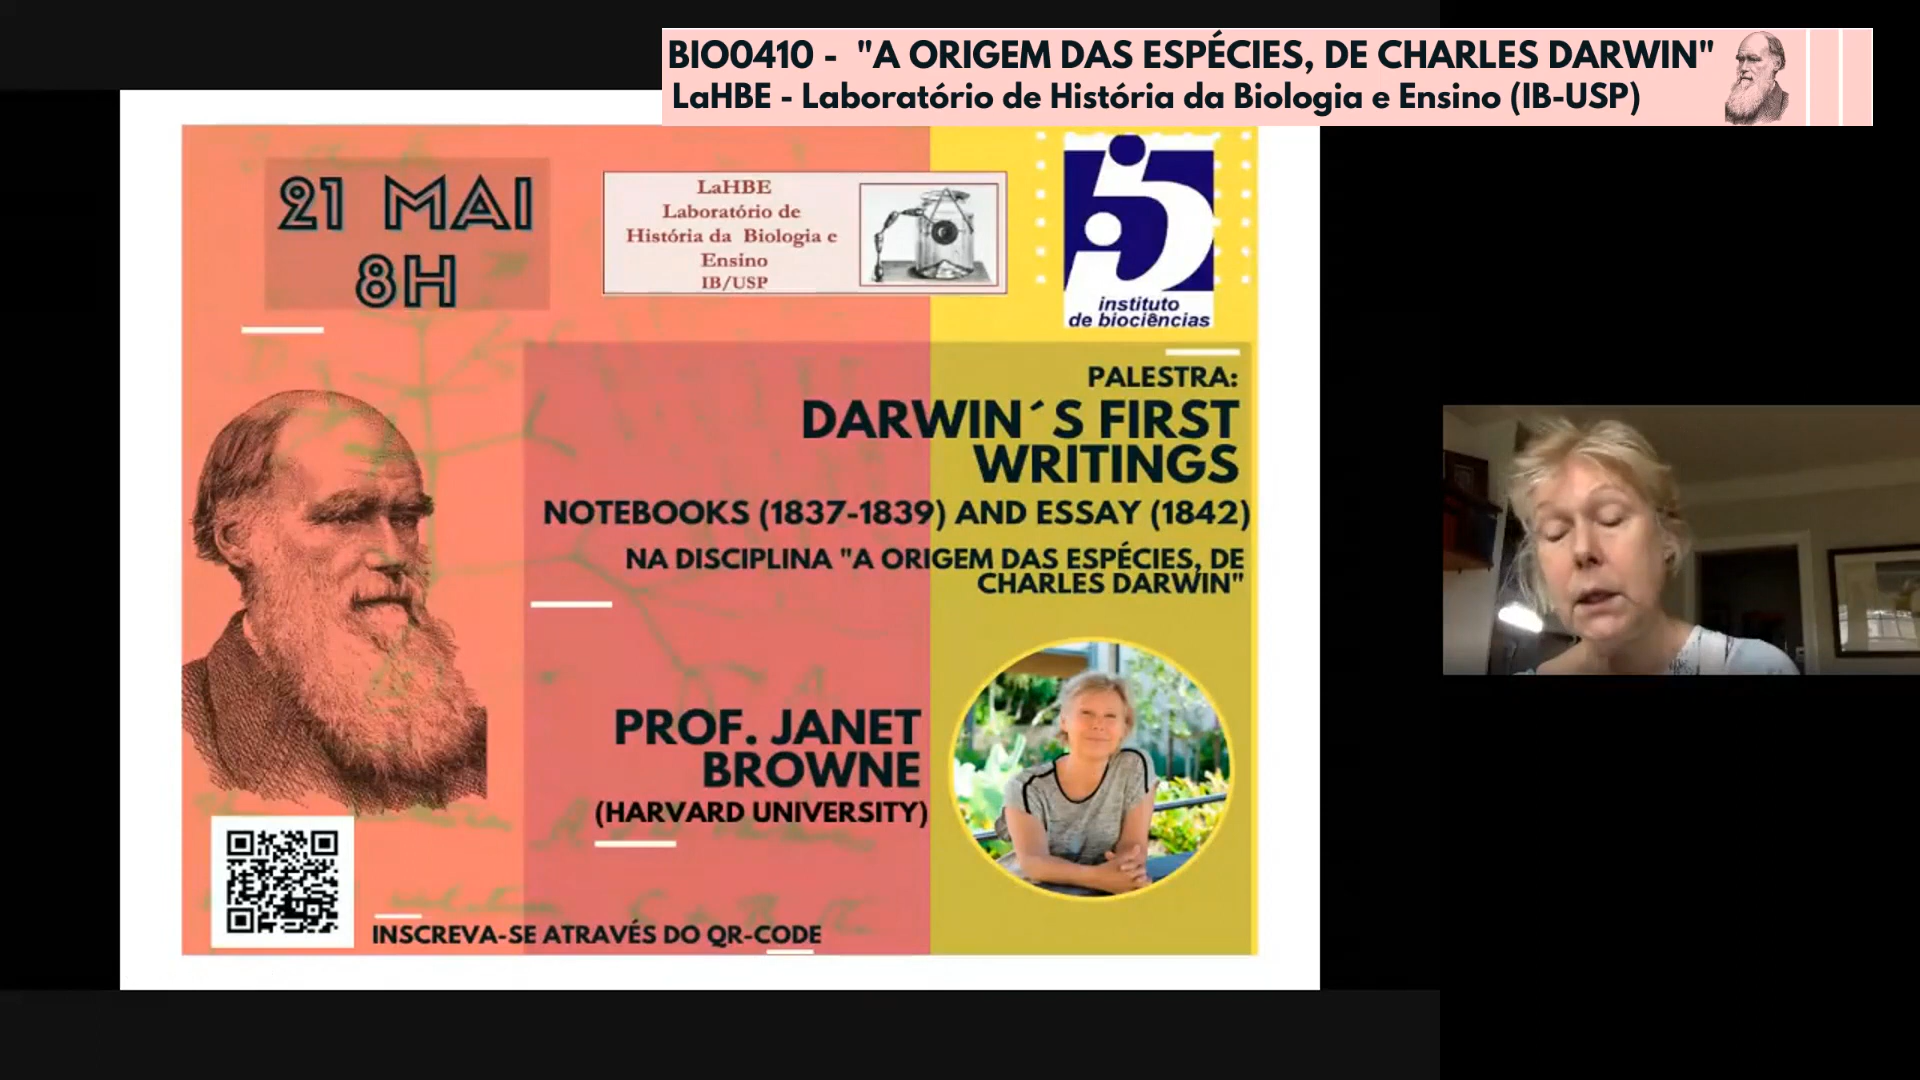 BIO0410 - "A ORIGEM DAS ESPÉCIES, DE CHARLES DARWIN"
LaHBE - Laboratório de História da Biologia e Ensino (IB-USP)
21 MAI
8H
LaHBE
Laboratório de
História da Biologia e
Ensino
IB/USP
instituto
de biociências
PALESTRA:
DARWIN´S FIRST
WRITINGS
NOTEBOOKS (1837-1839) AND ESSAY (1842)
NA DISCIPLINA "A ORIGEM DAS ESPÉCIES, DE
CHARLES DARWIN"
PROF. JANET
BROWNE
(HARVARD UNIVERSITY)
INSCREVA-SE ATRAVÉS DO QR-CODE